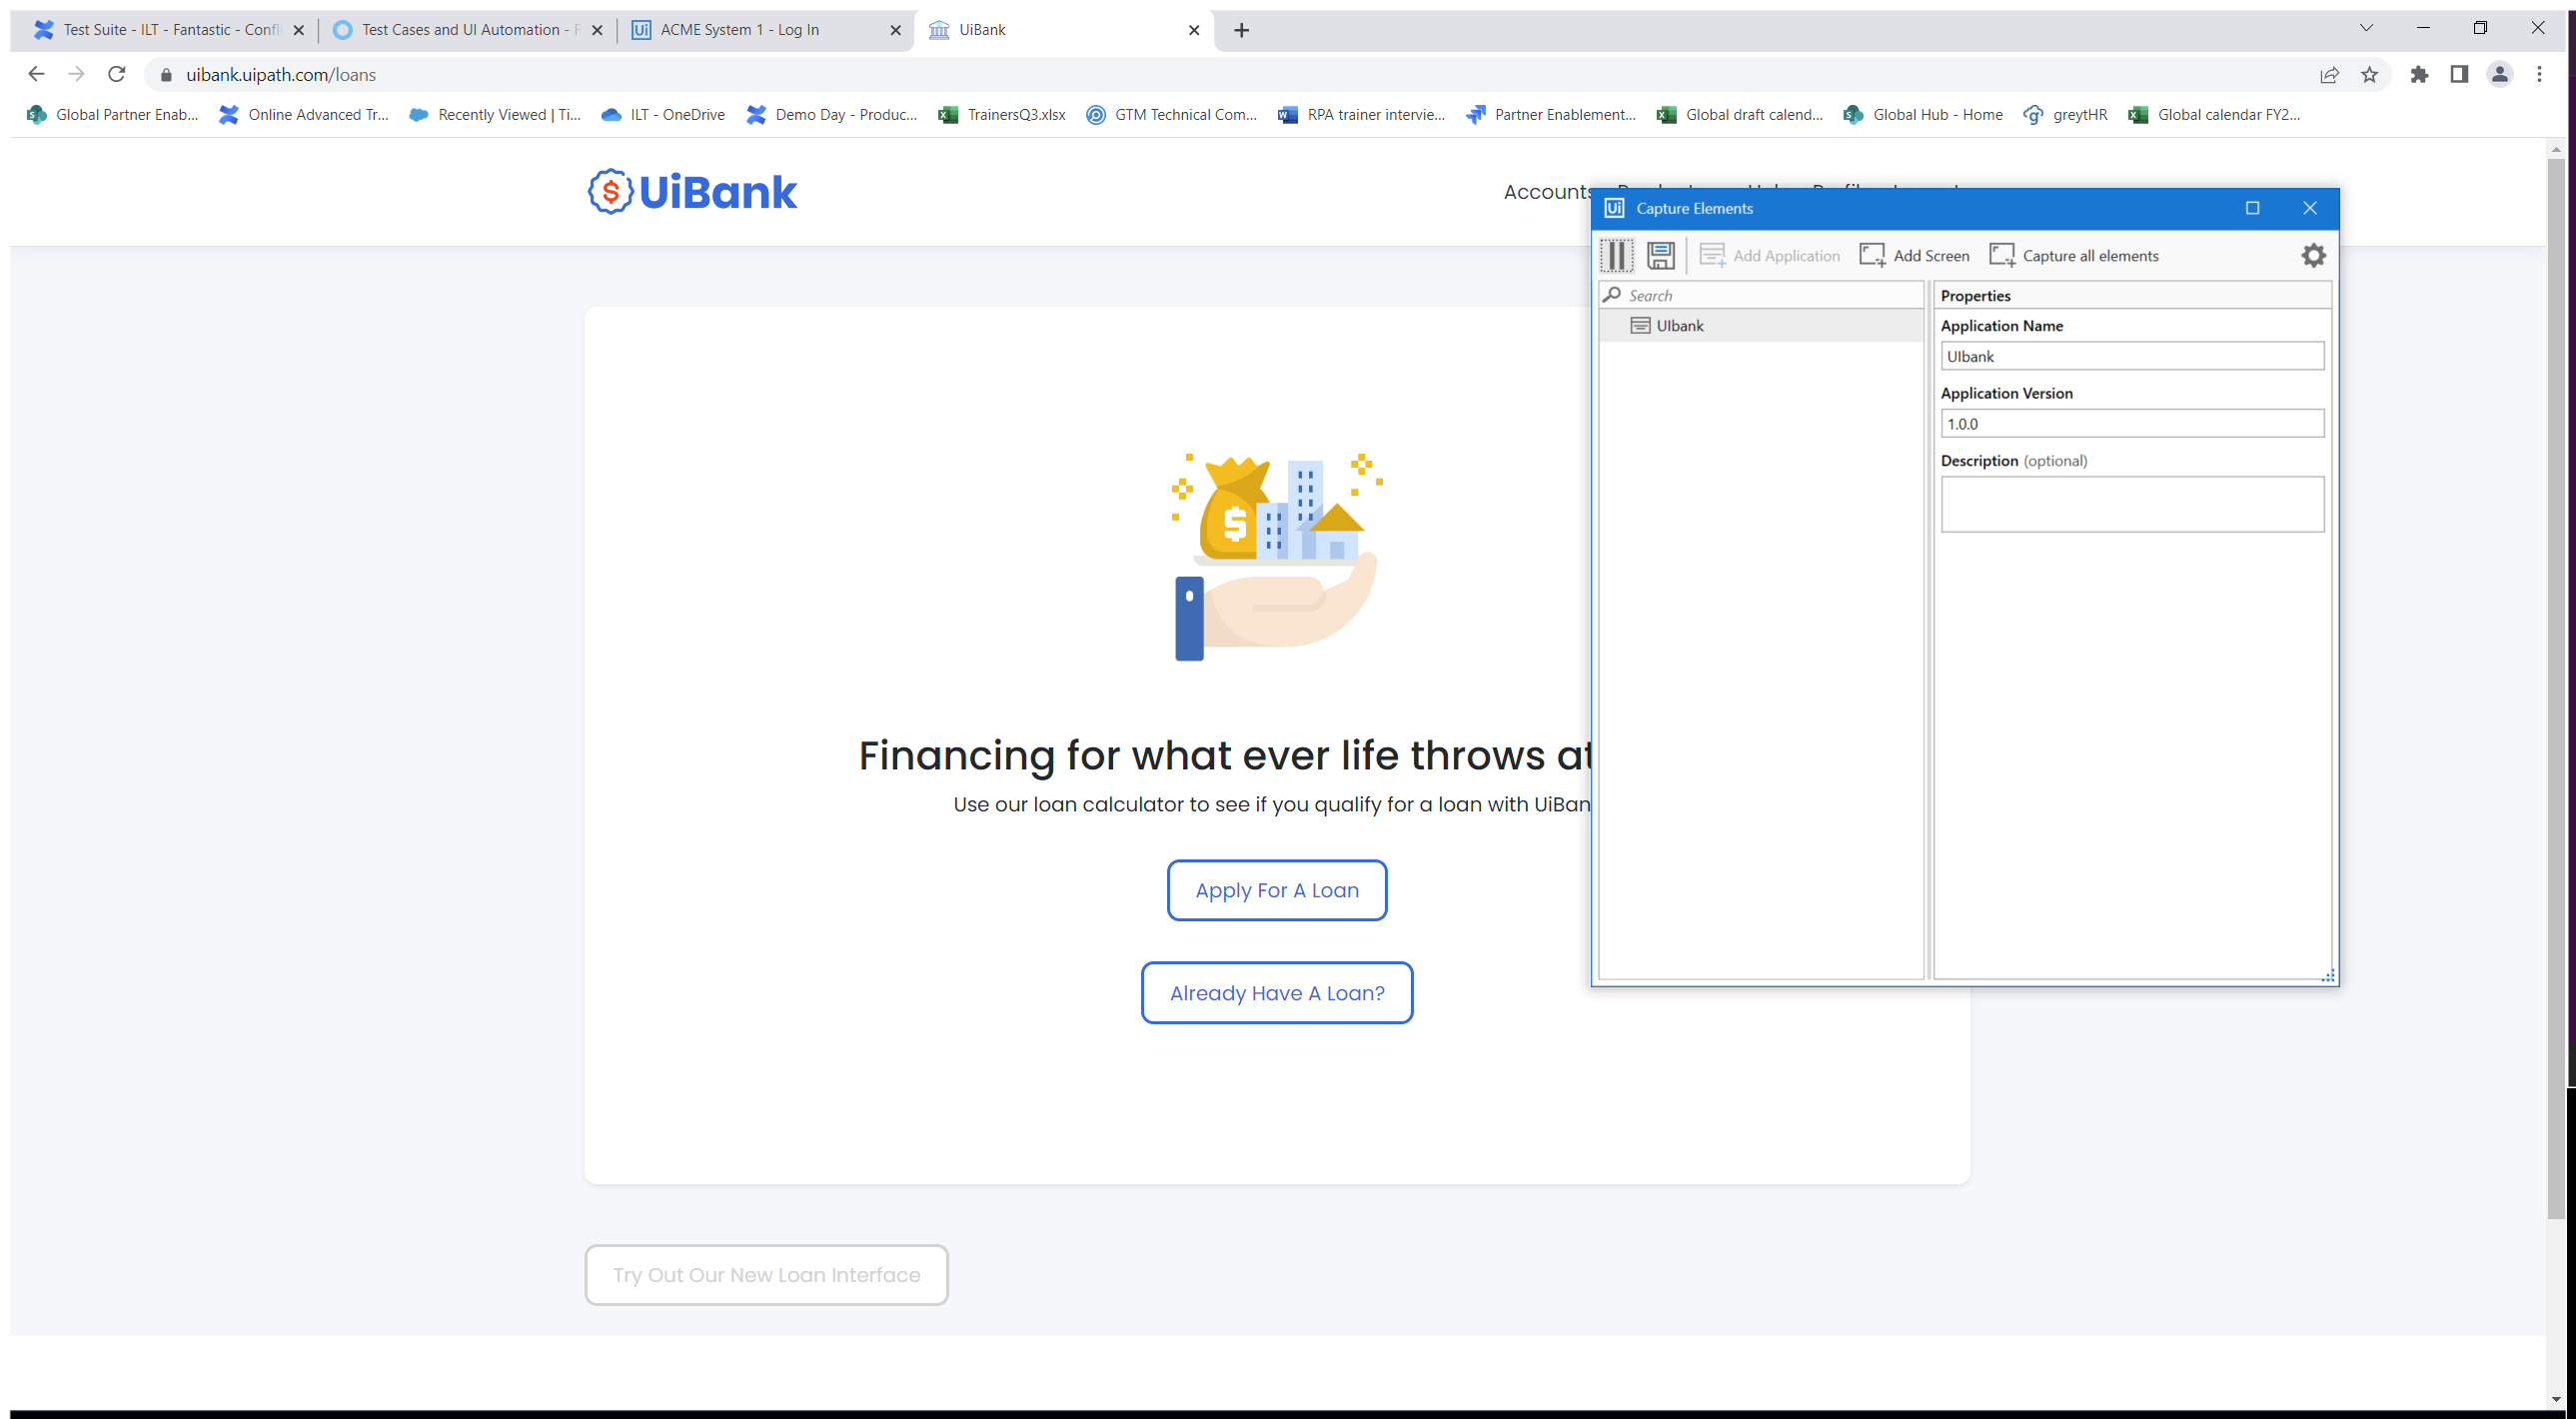 Test Suite - ILT - Fantastic - Confl
Test Cases and UI Automation - R
Ui ACME System 1 - Log In
UiBank
uibank.uipath.com/loans
Global Partner Enab...
Online Advanced Tr...
Recently Viewed | Ti...
ILT - OneDrive
Demo Day - Produc...
TrainersQ3.xlsx
GTM Technical Com...
RPA trainer intervie...
Partner Enablement...
Global draft calend...
Global Hub - Home
greytHR
Global calendar FY2...
$ UiBank
Accounts
Ui Capture Elements
Add Application
Add Screen
Capture all elements
Search
UIbank
Properties
Application Name
UIbank
Application Version
1.0.0
Description (optional)
$
Financing for what ever life throws at
Use our loan calculator to see if you qualify for a loan with UiBan
Apply For A Loan
Already Have A Loan?
Try Out Our New Loan Interface